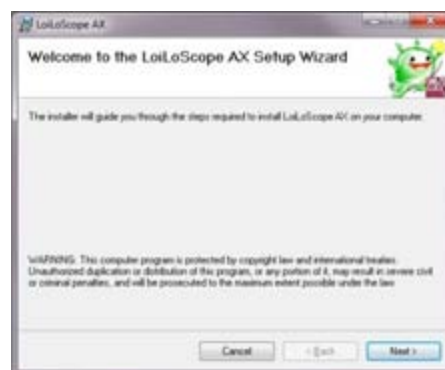 LoiLoScope AX
Welcome to the LoiLoScope AX Setup Wizard
The installer will guide you through the steps required to install LoiLoScope AX on your computer.
WARNING: This computer program is protected by copyright law and international treaties.
Unauthorized duplication or distribution of this program, or any portion of it, may result in severe civil
or criminal penalties, and will be prosecuted to the maximum extent possible under the law.
Cancel
< Back
Next >